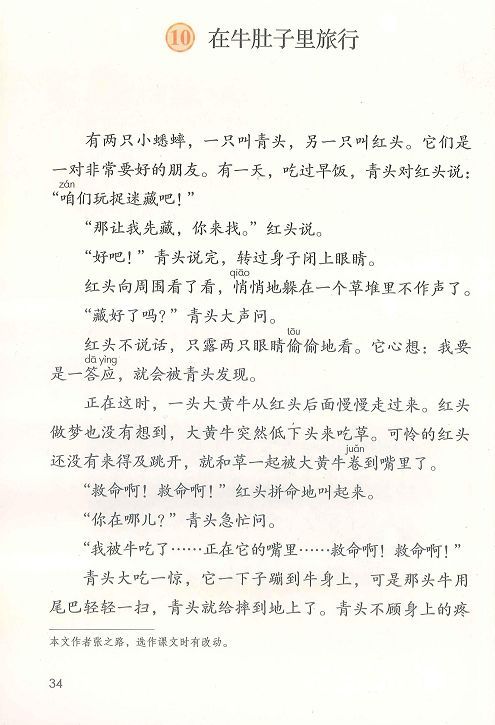 10 在牛肚子里旅行
有两只小蟋蟀，一只叫青头，另一只叫红头。它们是
一对非常要好的朋友。有一天，吃过早饭，青头对红头说：
zán
“咱们玩捉迷藏吧！”
“那让我先藏，你来找。”红头说。
“好吧！”青头说完，转过身子闭上眼睛。
qiāo
红头向周围看了看，悄悄地躲在一个草堆里不作声了。
“藏好了吗？”青头大声问。
tōu
红头不说话，只露两只眼睛偷偷地看。它心想：我要
dā yìng
是一答应，就会被青头发现。
正在这时，一头大黄牛从红头后面慢慢走过来。红头
做梦也没有想到，大黄牛突然低下头来吃草。可怜的红头
juǎn
还没有来得及跳开，就和草一起被大黄牛卷到嘴里了。
“救命啊！救命啊！”红头拼命地叫起来。
“你在哪儿？”青头急忙问。
“我被牛吃了……正在它的嘴里……救命啊！救命啊！”
青头大吃一惊，它一下子蹦到牛身上，可是那头牛用
尾巴轻轻一扫，青头就给摔到地上了。青头不顾身上的疼
本文作者张之路，选作课文时有改动。
34